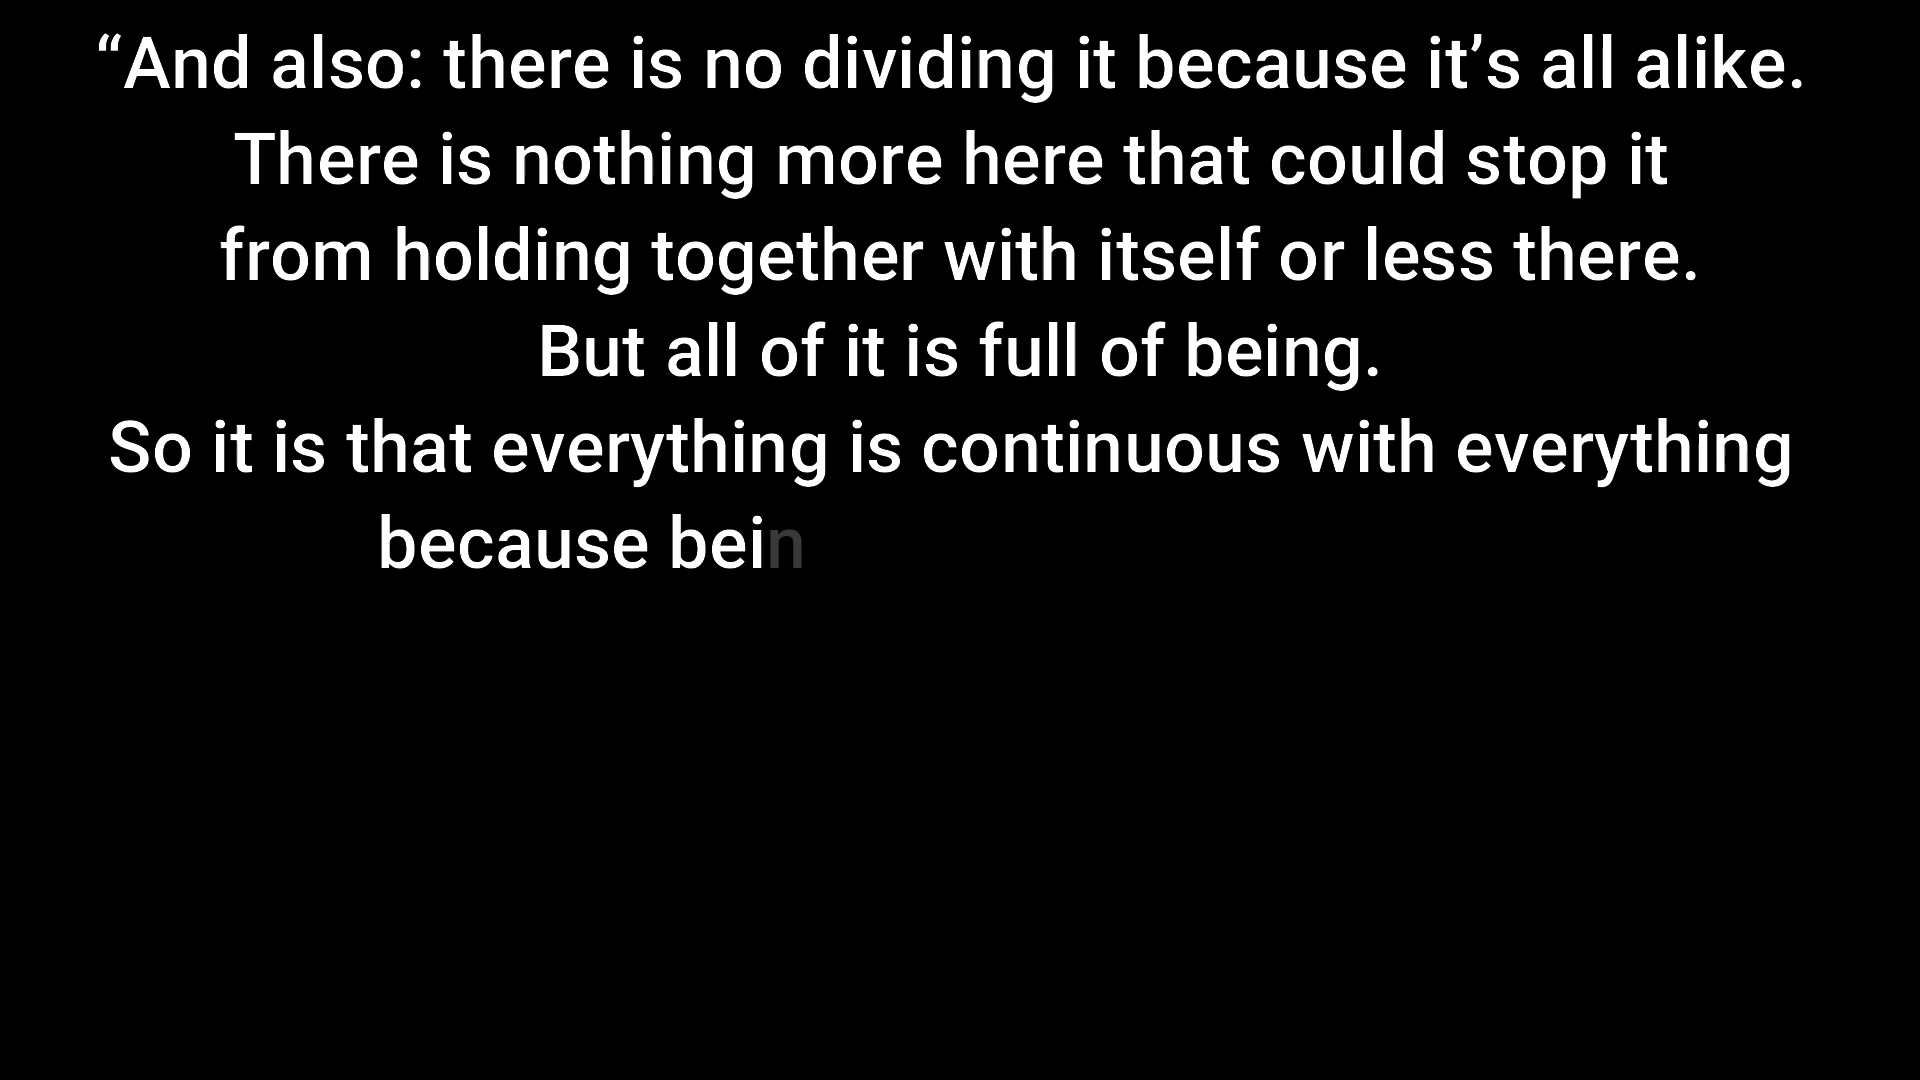 “And also: there is no dividing it because it’s all alike.
There is nothing more here that could stop it
from holding together with itself or less there.
But all of it is full of being.
So it is that everything is continuous with everything
because bein